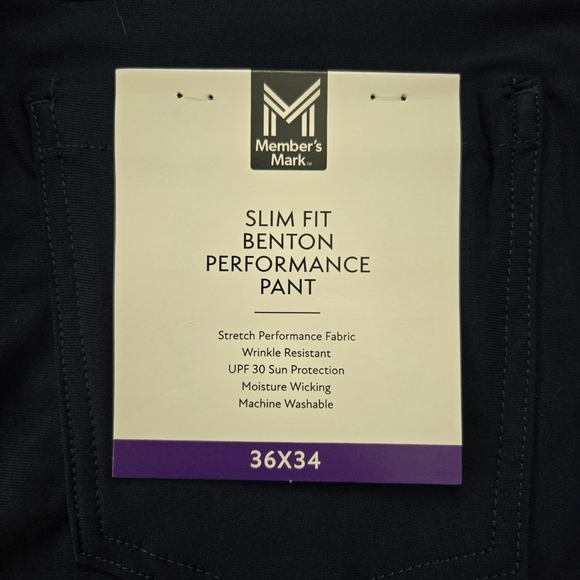 Member's
Mark™
SLIM FIT
BENTON
PERFORMANCE
PANT
Stretch Performance Fabric
Wrinkle Resistant
UPF 30 Sun Protection
Moisture Wicking
Machine Washable
36X34